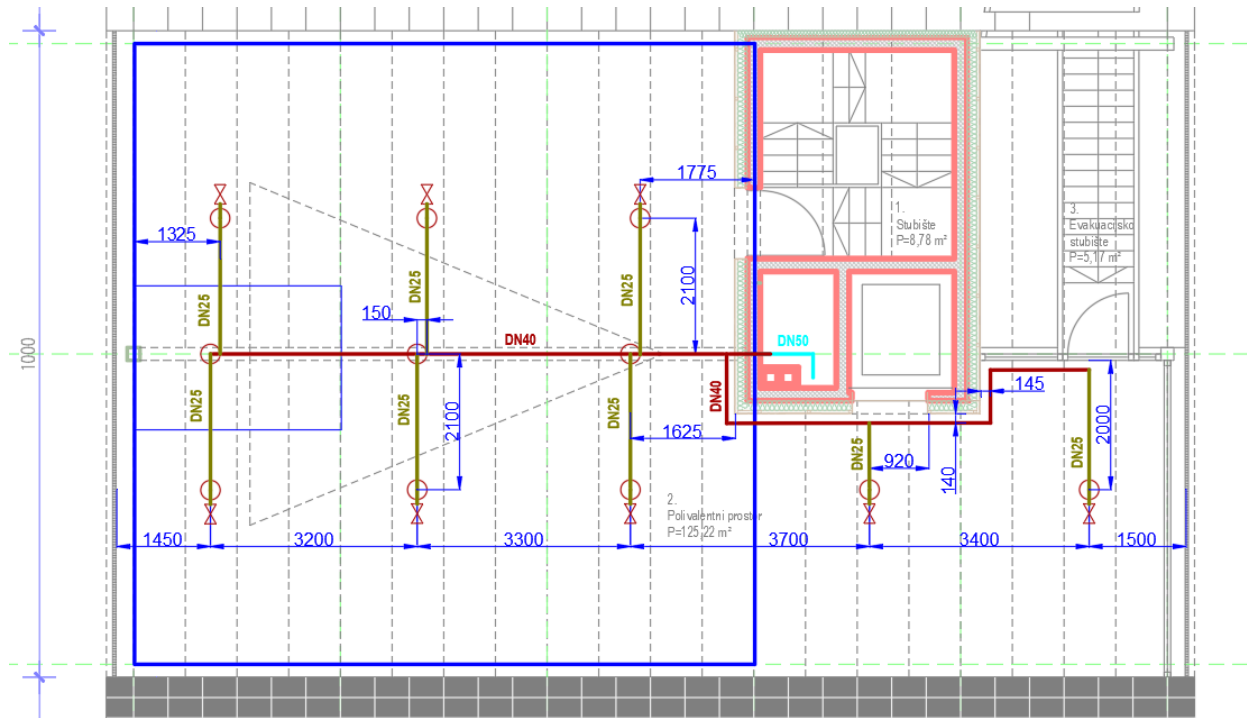 1775
1.
Stubište
P=8,78 m²
3.
Evakuacijsko
stubište
P=5,17 m²
1325
DN25
DN25
DN25
2100
150
DN40
DN50
1000
DN25
DN25
DN25
2100
1625
DN40
145
DN25
920
140
DN25
2000
2.
Polivalentni prostor
P=125,22 m²
1450
3200
3300
3700
3400
1500